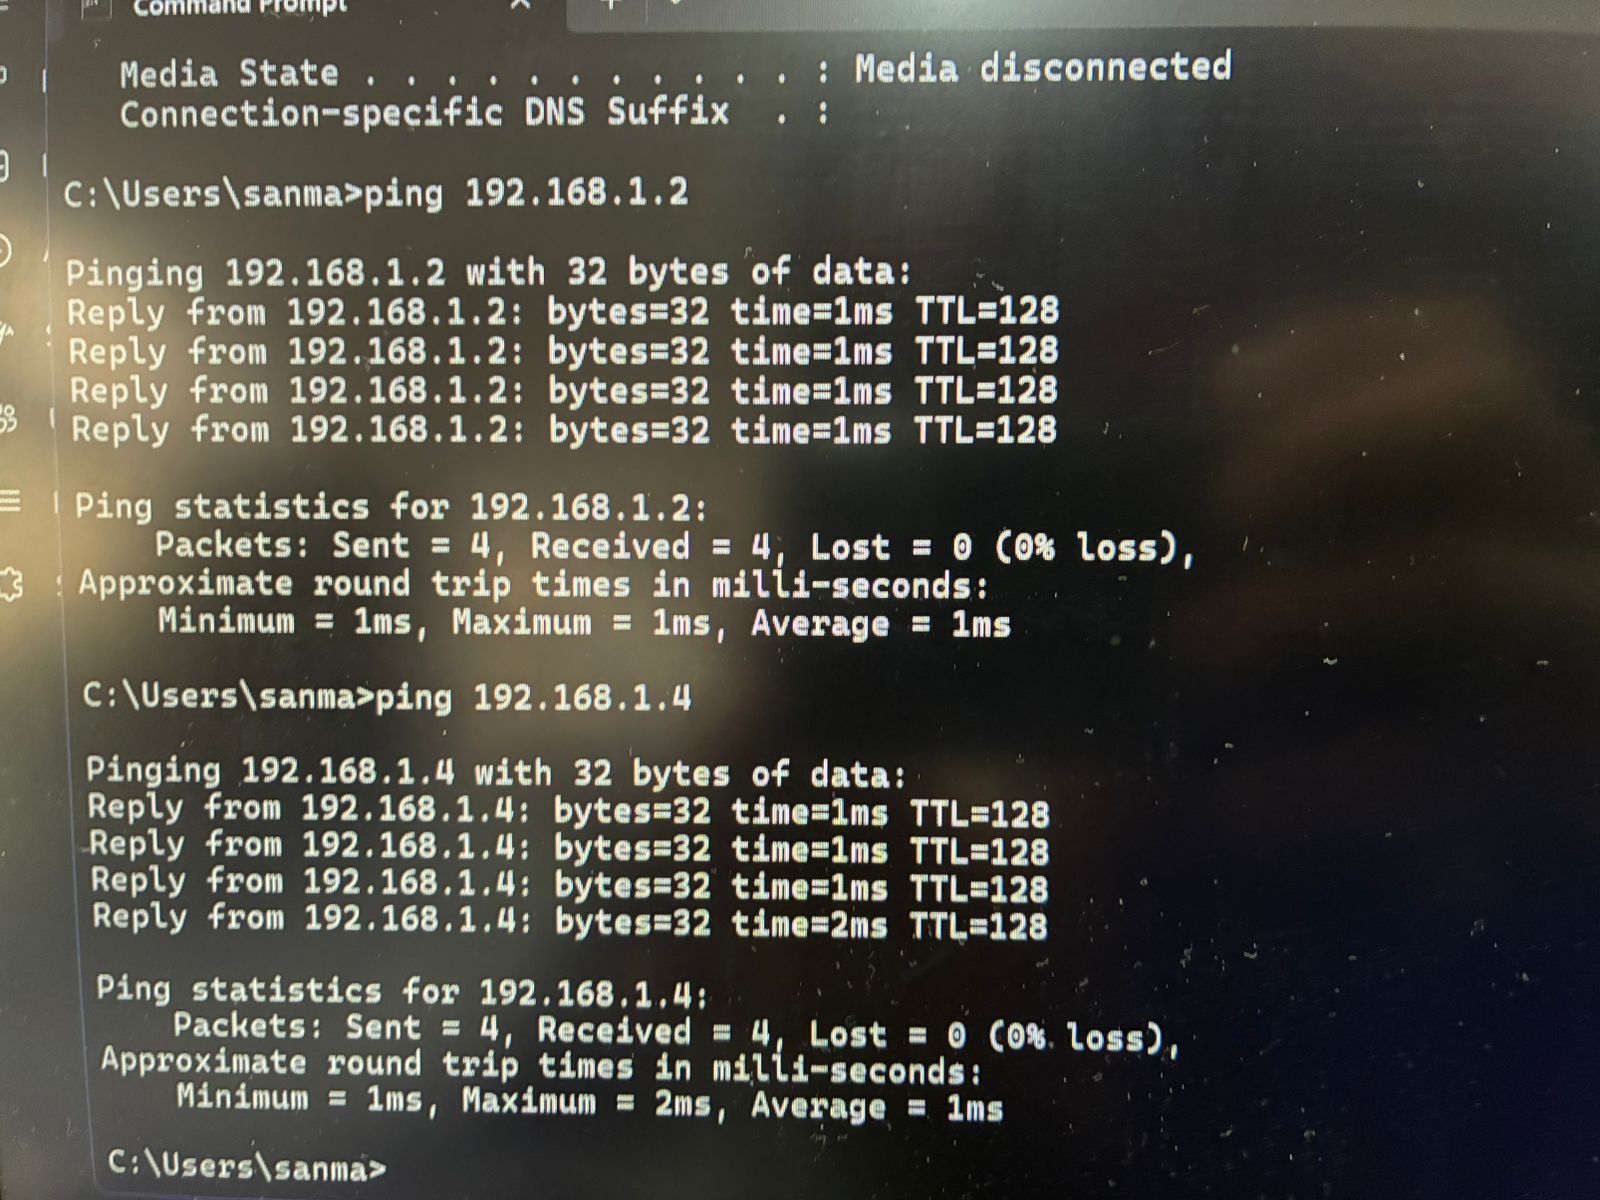 Command Prompt
Media State . . . . . . . . . . . : Media disconnected
Connection-specific DNS Suffix  . :
C:\Users\sanma>ping 192.168.1.2
Pinging 192.168.1.2 with 32 bytes of data:
Reply from 192.168.1.2: bytes=32 time=1ms TTL=128
Reply from 192.168.1.2: bytes=32 time=1ms TTL=128
Reply from 192.168.1.2: bytes=32 time=1ms TTL=128
Reply from 192.168.1.2: bytes=32 time=1ms TTL=128
Ping statistics for 192.168.1.2:
Packets: Sent = 4, Received = 4, Lost = 0 (0% loss),
Approximate round trip times in milli-seconds:
Minimum = 1ms, Maximum = 1ms, Average = 1ms
C:\Users\sanma>ping 192.168.1.4
Pinging 192.168.1.4 with 32 bytes of data:
Reply from 192.168.1.4: bytes=32 time=1ms TTL=128
Reply from 192.168.1.4: bytes=32 time=1ms TTL=128
Reply from 192.168.1.4: bytes=32 time=1ms TTL=128
Reply from 192.168.1.4: bytes=32 time=2ms TTL=128
Ping statistics for 192.168.1.4:
Packets: Sent = 4, Received = 4, Lost = 0 (0% loss),
Approximate round trip times in milli-seconds:
Minimum = 1ms, Maximum = 2ms, Average = 1ms
C:\Users\sanma>